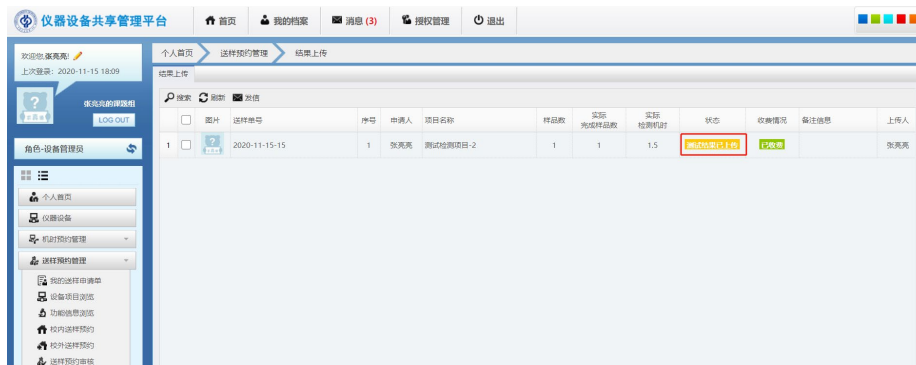 仪器设备共享管理平台
首页 我的档案 消息 (3) 授权管理 退出
欢迎您,张亮亮!
上次登录: 2020-11-15 18:09
张亮亮的课题组
LOG OUT
角色-设备管理员
个人首页
仪器设备
机时预约管理
送样预约管理
我的送样申请单
设备项目浏览
功能信息浏览
校内送样预约
校外送样预约
送样预约审核
个人首页 送样预约管理 结果上传
结果上传
搜索 刷新 发信
图片 送样单号 序号 申请人 项目名称 样品数 实际完成样品数 实际检测机时 状态 收费情况 备注信息 上传人
1 2020-11-15-15 1 张亮亮 测试检测项目-2 1 1 1.5 测试结果已上传 已收费 张亮亮